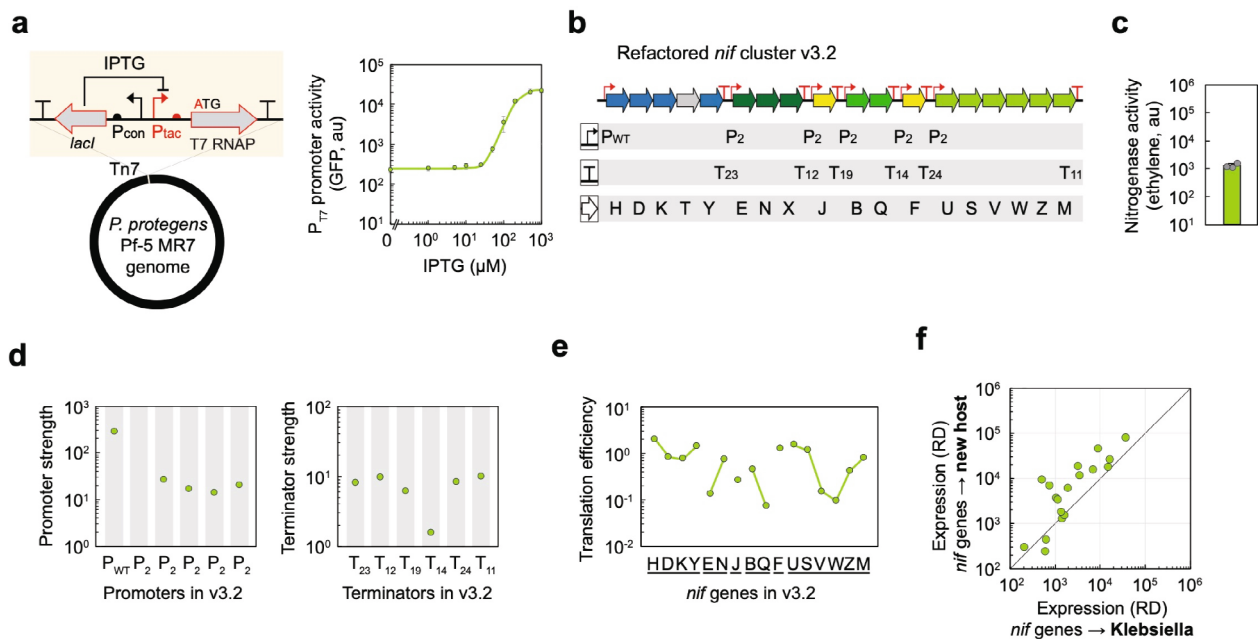 a
IPTG
ATG
Pcon
Ptac
lacI
T7 RNAP
Tn7
P. protegens
Pf-5 MR7
genome
PT7 promoter activity
(GFP, au)
10⁵
10⁴
10³
10²
10¹
0 10⁰ 10¹ 10² 10³
IPTG (µM)
b
Refactored nif cluster v3.2
PWT P2 P2 P2 P2 P2
T23 T12 T19 T14 T24 T11
H D K T Y E N X J B Q F U S V W Z M
c
Nitrogenase activity
(ethylene, au)
10⁶
10⁵
10⁴
10³
10²
10¹
d
Promoter strength
10³
10²
10¹
10⁰
PWT P2 P2 P2 P2 P2
Promoters in v3.2
Terminator strength
10²
10¹
10⁰
T23 T12 T19 T14 T24 T11
Terminators in v3.2
e
Translation efficiency
10¹
10⁰
10⁻¹
10⁻²
HDKY EN J BQ F USVWZM
nif genes in v3.2
f
Expression (RD)
nif genes → new host
10⁶
10⁵
10⁴
10³
10²
10² 10³ 10⁴ 10⁵ 10⁶
Expression (RD)
nif genes → Klebsiella